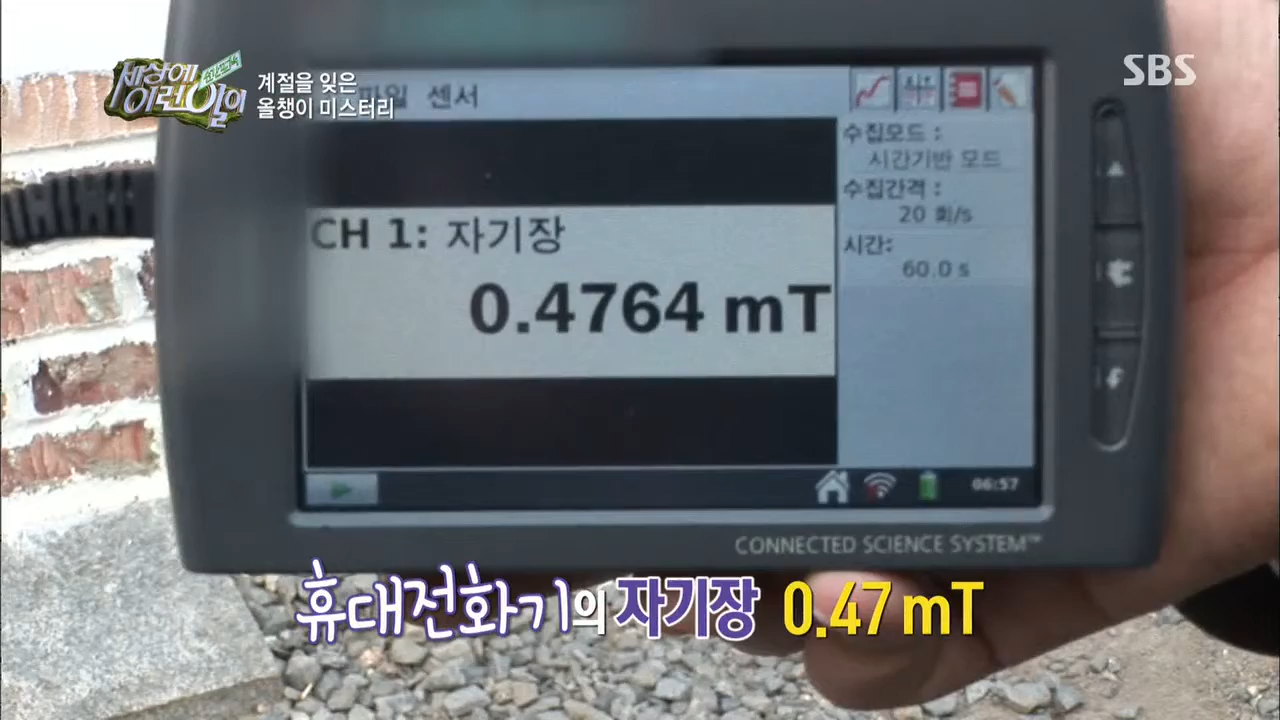 세상에
이런 일이
계절을 잊은
올챙이 미스터리
SBS
파일 센서
수집모드 :
시간기반 모드
수집간격 :
20 회/s
시간:
60.0 s
CH 1: 자기장
0.4764 mT
06:57
CONNECTED SCIENCE SYSTEM™
휴대전화기의 자기장 0.47 mT